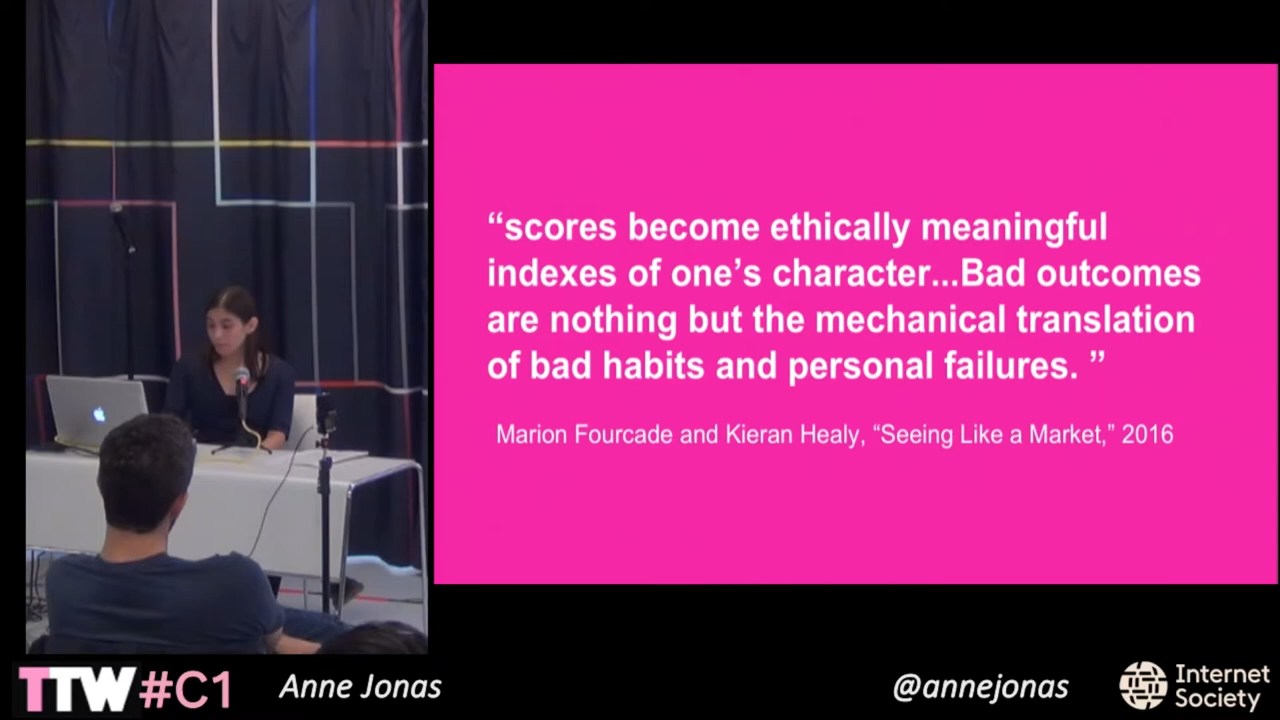 “scores become ethically meaningful
indexes of one’s character...Bad outcomes
are nothing but the mechanical translation
of bad habits and personal failures. ”
Marion Fourcade and Kieran Healy, “Seeing Like a Market,” 2016
TTW#C1
Anne Jonas
@annejonas
Internet
Society